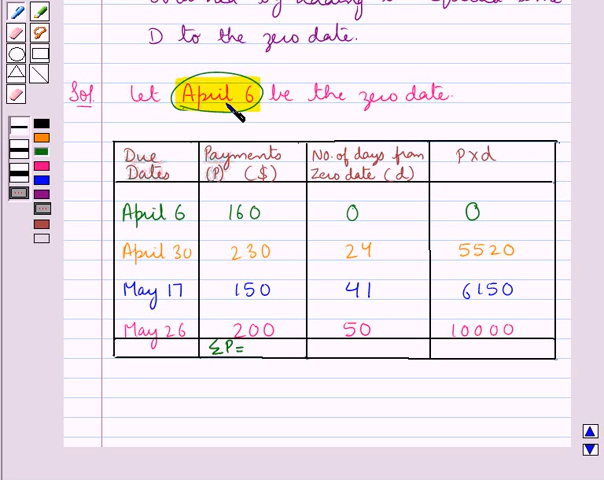 D to the zero date.
Sol. Let April 6 be the zero date.
Due Dates Payments (P) ($) No. of days from Zero date (d) P×d
April 6 160 0 0
April 30 230 24 5520
May 17 150 41 6150
May 26 200 50 10000
ΣP=